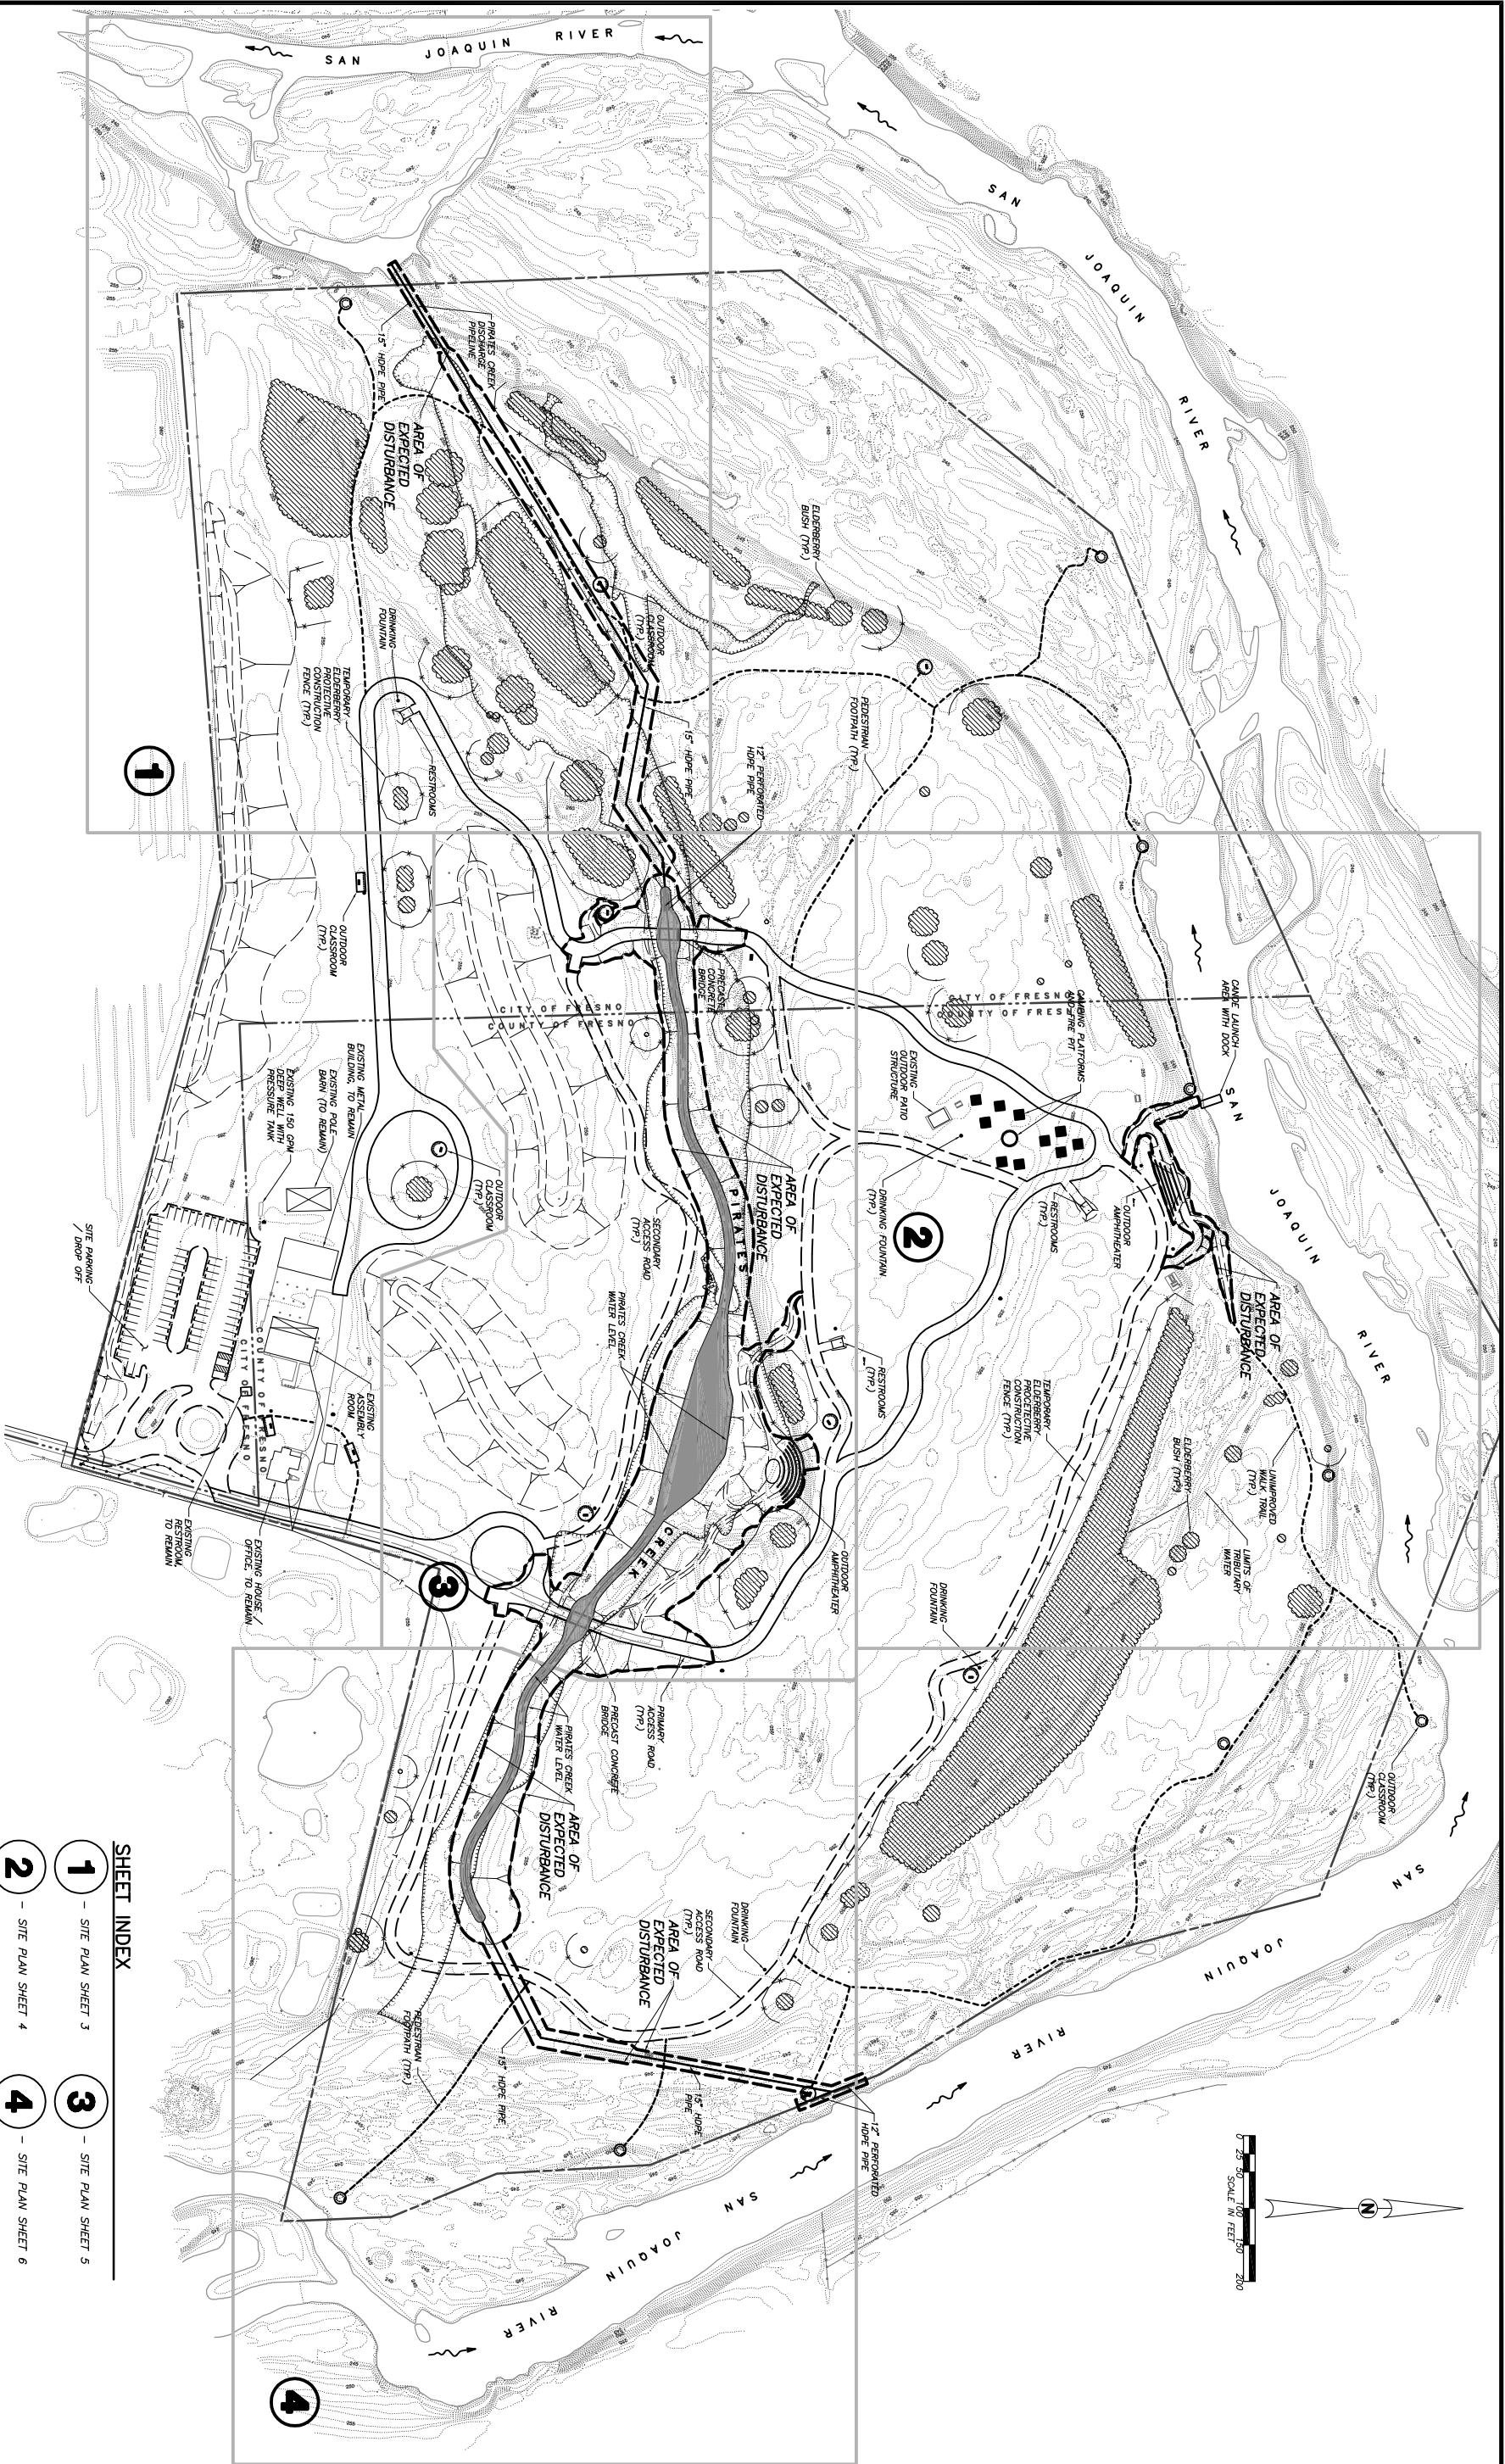 SAN JOAQUIN RIVER
SAN JOAQUIN RIVER
PIRATES CREEK
DISCHARGE
PIPELINE
15" HDPE PIPE
AREA OF
EXPECTED
DISTURBANCE
ELDERBERRY
BUSH (TYP.)
OUTDOOR
CLASSROOM
(TYP.)
DRINKING
FOUNTAIN
TEMPORARY
ELDERBERRY
PROTECTIVE
CONSTRUCTION
FENCE (TYP.)
RESTROOMS
15" HDPE PIPE
12" PERFORATED
HDPE PIPE
PEDESTRIAN
FOOTPATH (TYP.)
1
OUTDOOR
CLASSROOM
(TYP.)
PRECAST
CONCRETE
BRIDGE
CITY OF FRESNO
COUNTY OF FRESNO
CITY OF FRESNO
COUNTY OF FRESNO
CAMPING PLATFORMS
AND FIRE PIT
CANOE LAUNCH
AREA WITH DOCK
EXISTING
OUTDOOR PATIO
STRUCTURE
EXISTING METAL
BUILDING, TO REMAIN
EXISTING POLE
BARN (TO REMAIN)
EXISTING 150 GPM
DEEP WELL WITH
PRESSURE TANK
OUTDOOR
CLASSROOM
(TYP.)
SECONDARY
ACCESS ROAD
(TYP.)
AREA OF
EXPECTED
DISTURBANCE
PIRATES
CREEK
DRINKING FOUNTAIN
(TYP.)
2
RESTROOMS
(TYP.)
OUTDOOR
AMPHITHEATER
SAN JOAQUIN RIVER
AREA OF
EXPECTED
DISTURBANCE
SITE PARKING
/ DROP OFF
PIRATES CREEK
WATER LEVEL
RESTROOMS
(TYP.)
TEMPORARY
ELDERBERRY
PROCETECTIVE
CONSTRUCTION
FENCE (TYP.)
ELDERBERRY
BUSH (TYP.)
UNIMPROVED
WALK TRAIL
(TYP.)
LIMITS OF
TRIBUTARY
WATER
COUNTY OF FRESNO
CITY OF FRESNO
EXISTING
ASSEMBLY
ROOM
EXISTING
RESTROOM,
TO REMAIN
EXISTING HOUSE /
OFFICE, TO REMAIN
3
OUTDOOR
AMPHITHEATER
DRINKING
FOUNTAIN
PRIMARY
ACCESS ROAD
(TYP.)
PRECAST CONCRETE
BRIDGE
PIRATES CREEK
WATER LEVEL
AREA OF
EXPECTED
DISTURBANCE
OUTDOOR
CLASSROOM
(TYP.)
DRINKING
FOUNTAIN
SECONDARY
ACCESS ROAD
(TYP.)
AREA OF
EXPECTED
DISTURBANCE
SAN JOAQUIN RIVER
PEDESTRIAN
FOOTPATH (TYP.)
15" HDPE PIPE
15" HDPE
PIPE
12" PERFORATED
HDPE PIPE
SAN JOAQUIN RIVER
4
N
0 25 50 100 150 200
SCALE IN FEET
SHEET INDEX
1 - SITE PLAN SHEET 3
2 - SITE PLAN SHEET 4
3 - SITE PLAN SHEET 5
4 - SITE PLAN SHEET 6